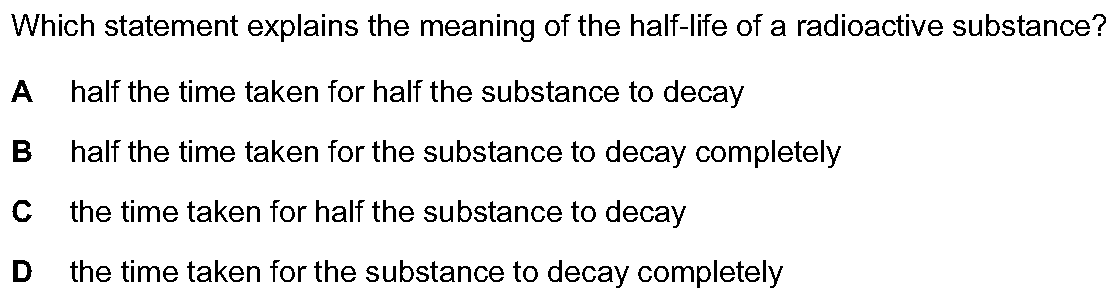 Which statement explains the meaning of the half-life of a radioactive substance?
A half the time taken for half the substance to decay
B half the time taken for the substance to decay completely
C the time taken for half the substance to decay
D the time taken for the substance to decay completely